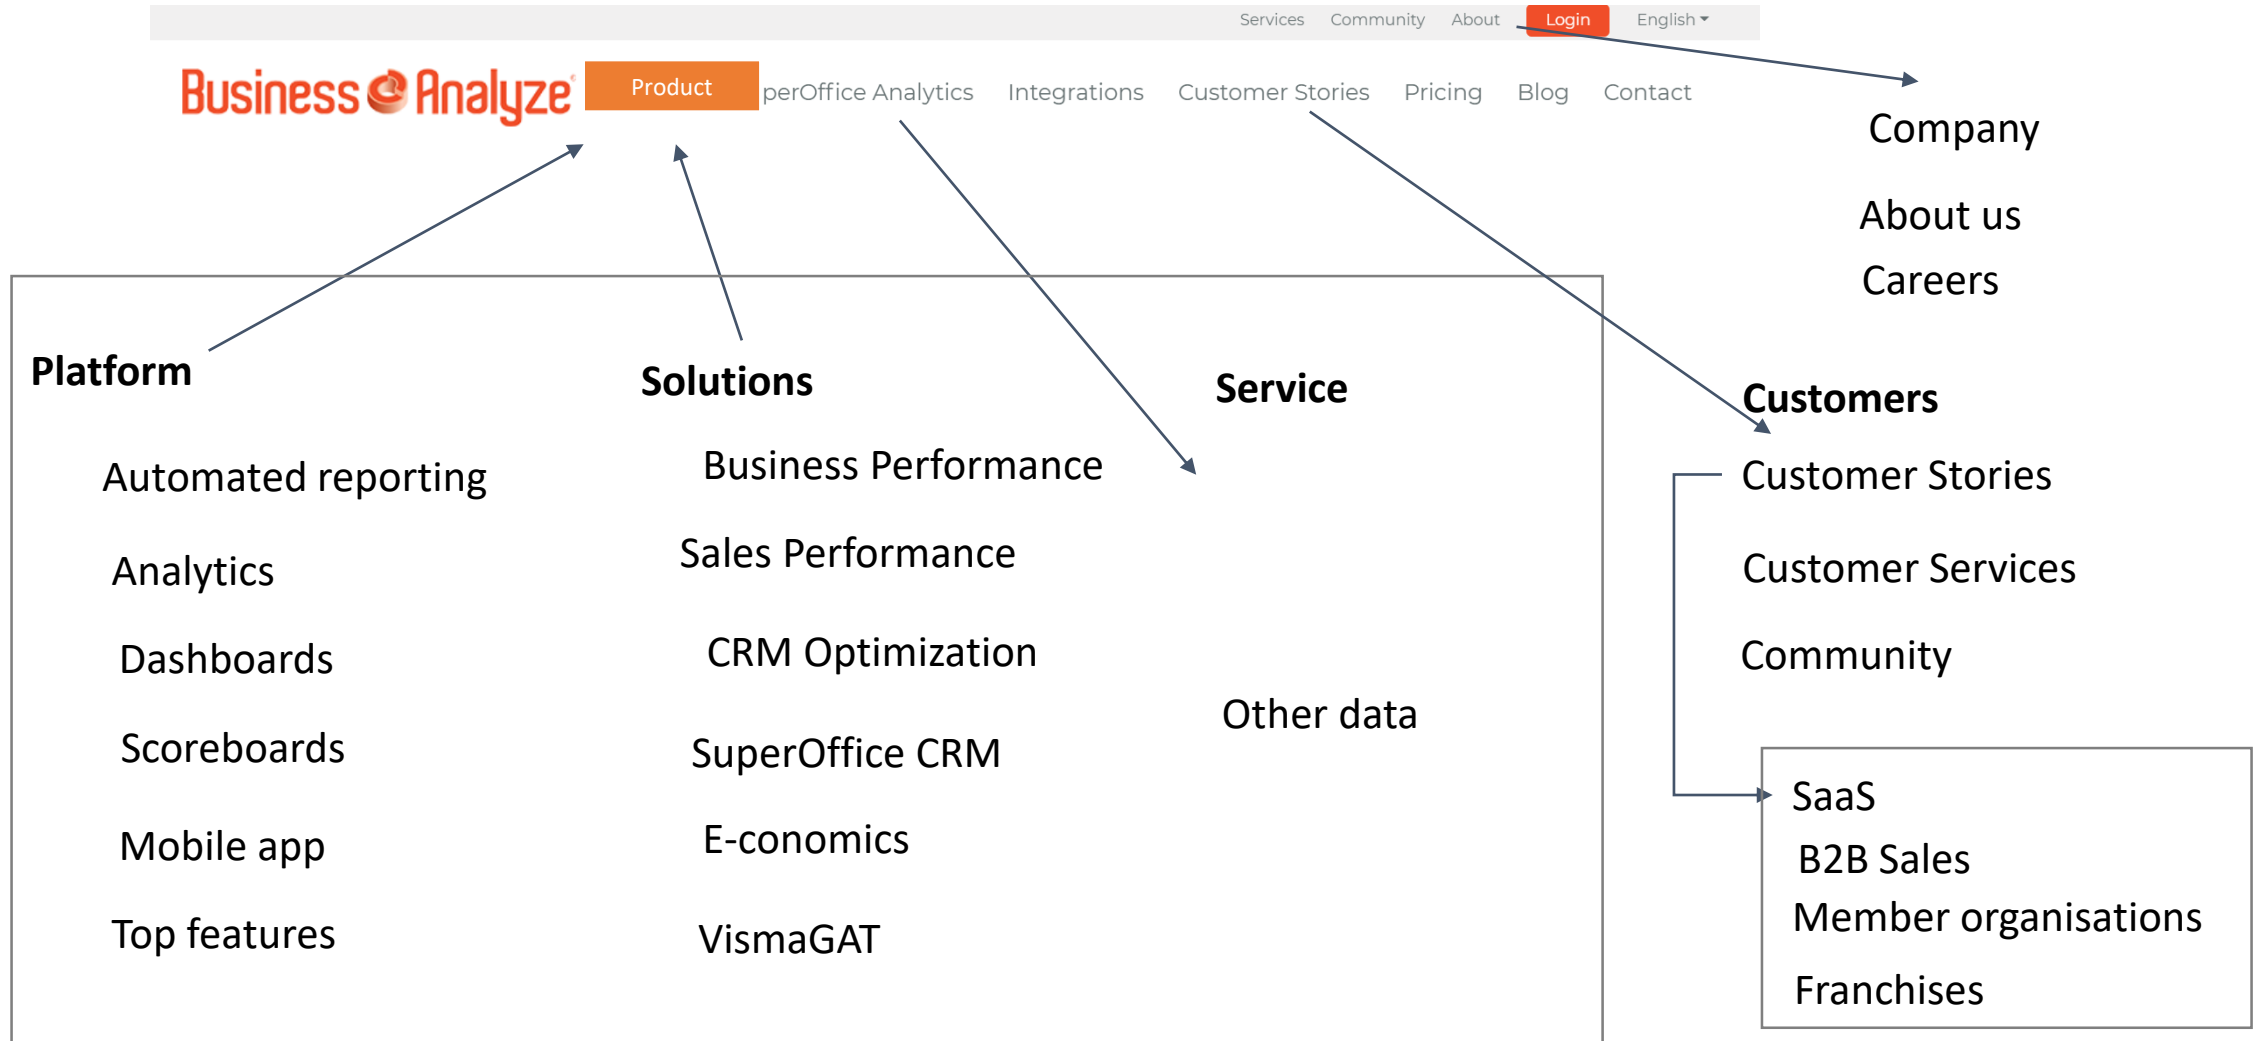 Services Community About Login English
Business Analyze
Product perOffice Analytics Integrations Customer Stories Pricing Blog Contact
Company
About us
Careers
Platform
Automated reporting
Analytics
Dashboards
Scoreboards
Mobile app
Top features
Solutions
Business Performance
Sales Performance
CRM Optimization
SuperOffice CRM
E-conomics
VismaGAT
Service
Other data
Customers
Customer Stories
Customer Services
Community
SaaS
B2B Sales
Member organisations
Franchises